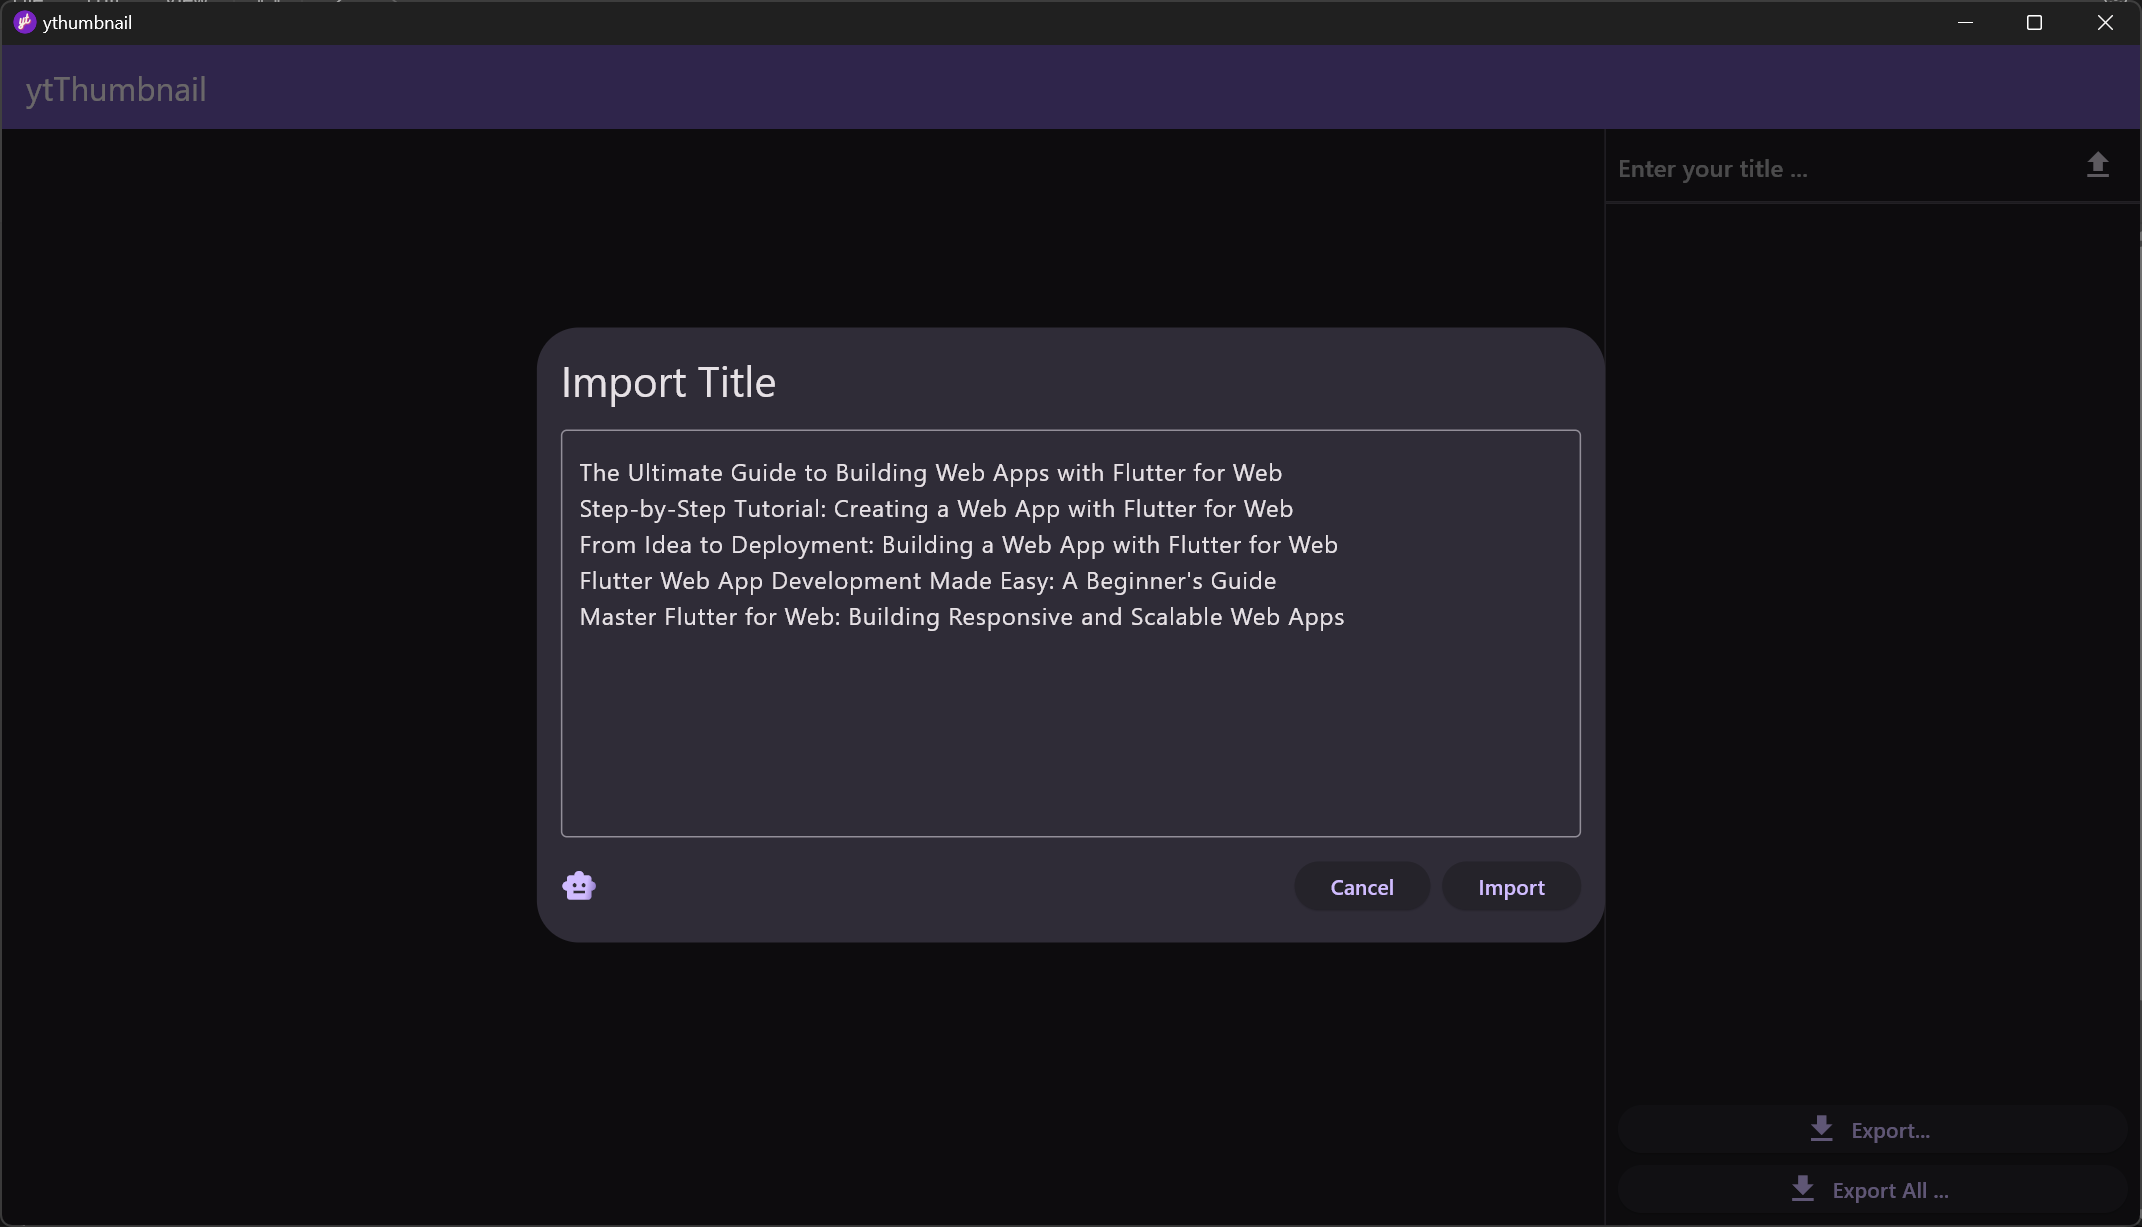 ythumbnail
ytThumbnail
Enter your title ...
Import Title
The Ultimate Guide to Building Web Apps with Flutter for Web
Step-by-Step Tutorial: Creating a Web App with Flutter for Web
From Idea to Deployment: Building a Web App with Flutter for Web
Flutter Web App Development Made Easy: A Beginner's Guide
Master Flutter for Web: Building Responsive and Scalable Web Apps
Cancel
Import
Export...
Export All ...